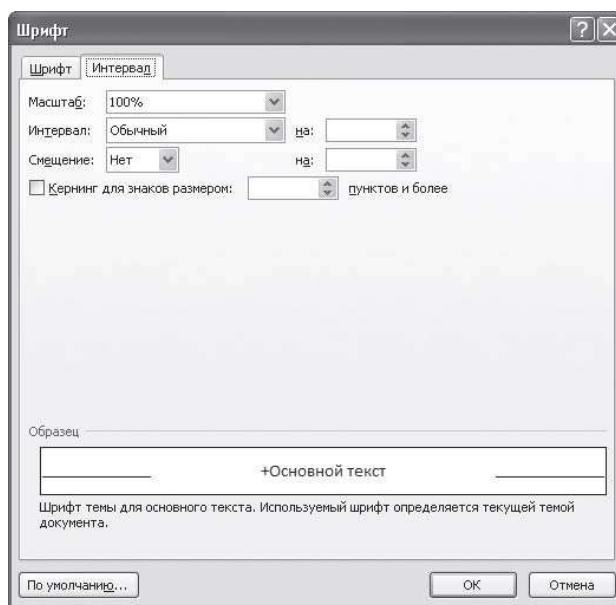 Шрифт
Шрифт Интервал
Масштаб: 100%
Интервал: Обычный на:
Смещение: Нет на:
Кернинг для знаков размером: пунктов и более
Образец
+Основной текст
Шрифт темы для основного текста. Используемый шрифт определяется текущей темой
документа.
По умолчанию... ОК Отмена